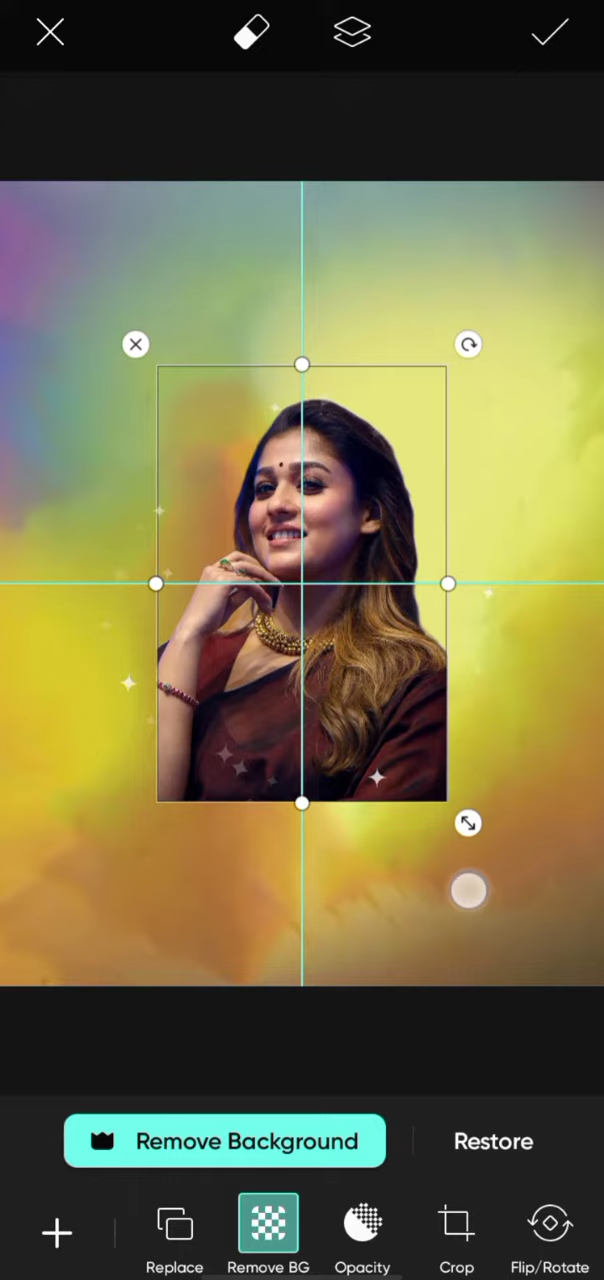 Remove Background
Restore
Replace
Remove BG
Opacity
Crop
Flip/Rotate